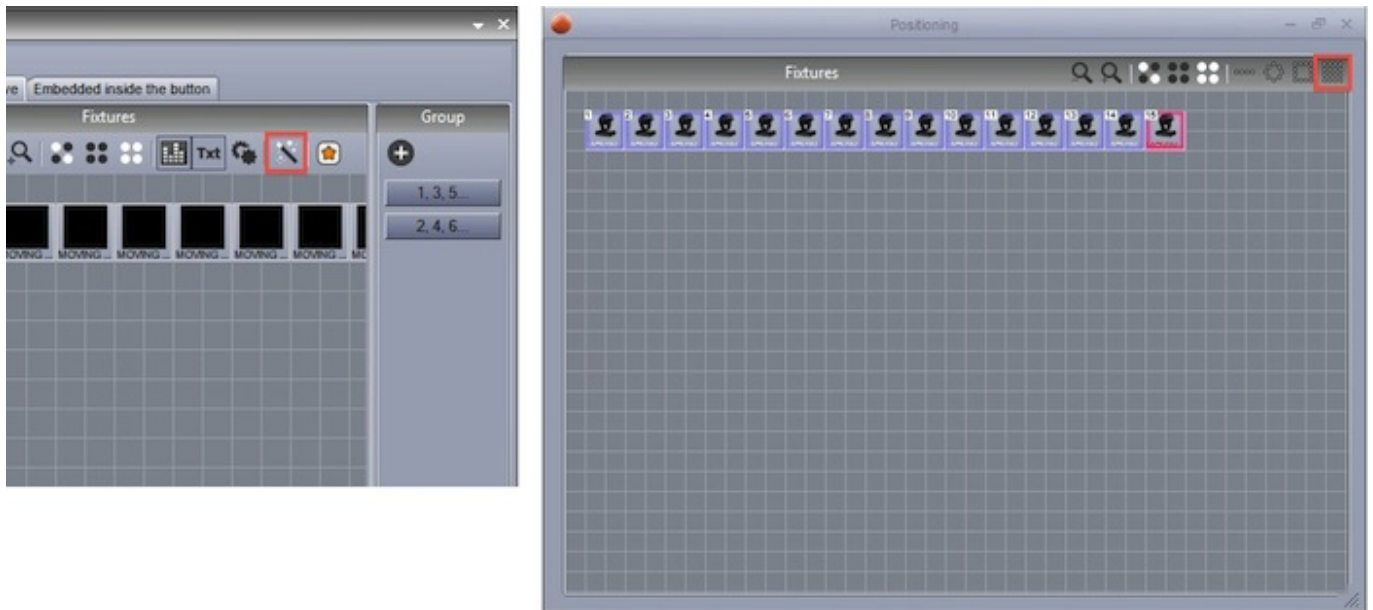 ve
Embedded inside the button
Fixtures
Group
Txt
1, 3, 5...
2, 4, 6...
MOVING ... MOVING ... MOVING ... MOVING ... MOVING ...
Positioning
Fixtures
1 2 3 4 5 6 7 8 9 10 11 12 13 14 15